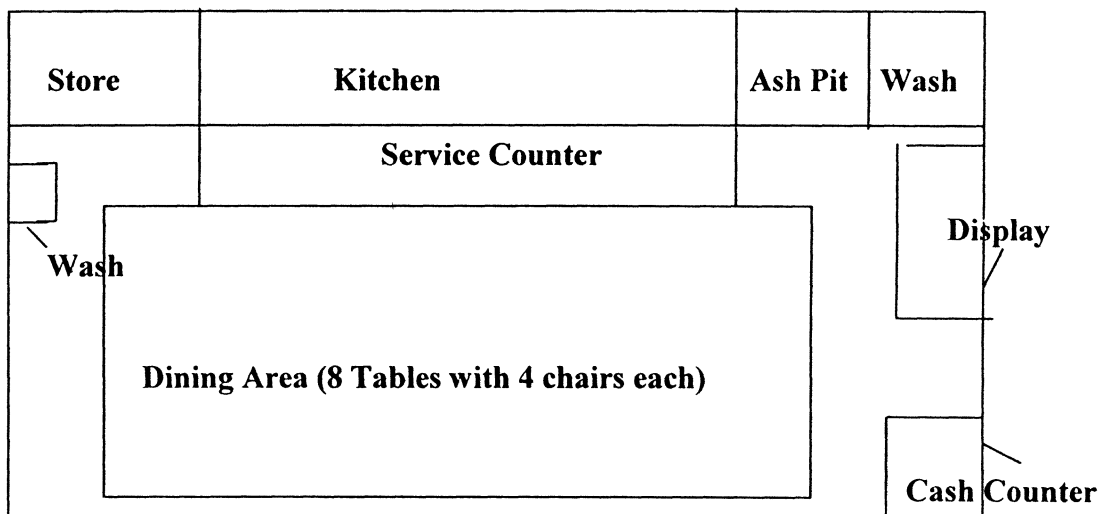 Store
Kitchen
Ash Pit
Wash
Service Counter
Display
Wash
Dining Area (8 Tables with 4 chairs each)
Cash Counter